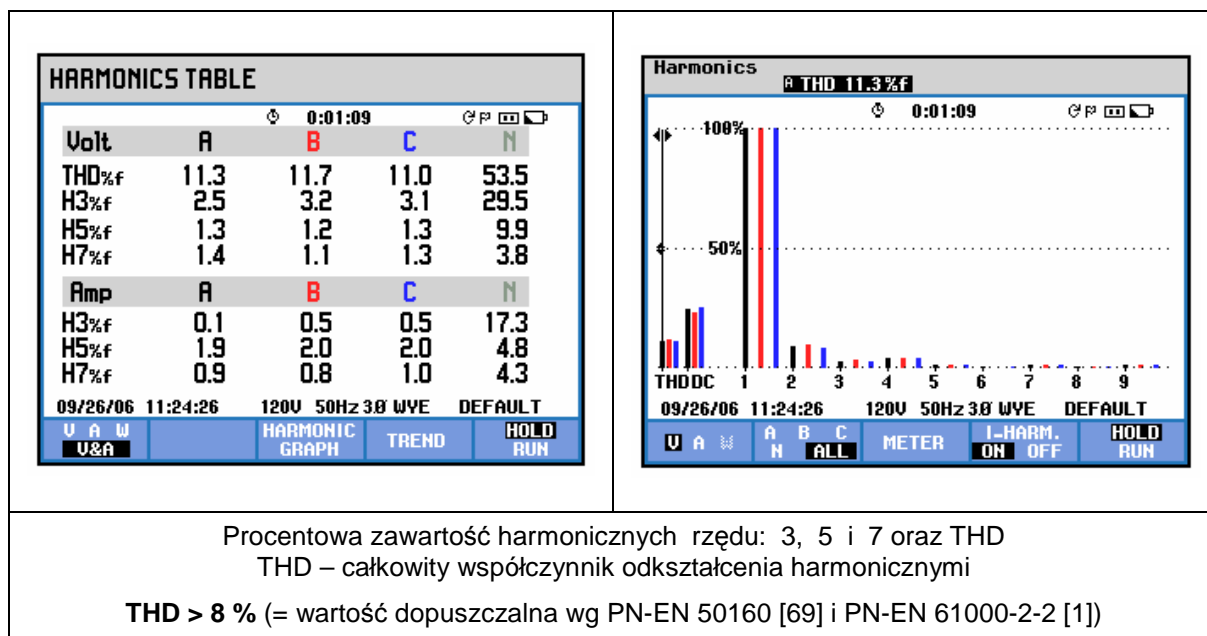 HARMONICS TABLE
0:01:09
Volt A B C N
THD%f 11.3 11.7 11.0 53.5
H3%f 2.5 3.2 3.1 29.5
H5%f 1.3 1.2 1.3 9.9
H7%f 1.4 1.1 1.3 3.8
Amp A B C N
H3%f 0.1 0.5 0.5 17.3
H5%f 1.9 2.0 2.0 4.8
H7%f 0.9 0.8 1.0 4.3
09/26/06 11:24:26 120V 50Hz 3Ø WYE DEFAULT
V A W HARMONIC TREND HOLD
V&A GRAPH RUN
Harmonics
A THD 11.3%f
0:01:09
100%
50%
THD DC 1 2 3 4 5 6 7 8 9
09/26/06 11:24:26 120V 50Hz 3Ø WYE DEFAULT
V A W A B C METER I-HARM. HOLD
N ALL ON OFF RUN
Procentowa zawartość harmonicznych rzędu: 3, 5 i 7 oraz THD
THD – całkowity współczynnik odkształcenia harmonicznymi
THD > 8 % (= wartość dopuszczalna wg PN-EN 50160 [69] i PN-EN 61000-2-2 [1])